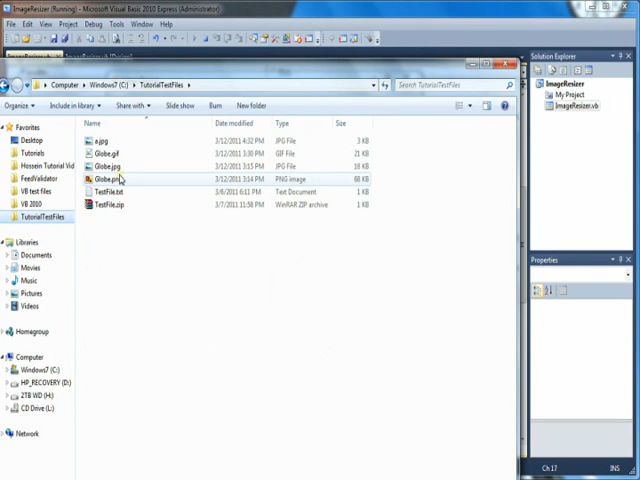 ImageResizer (Running) - Microsoft Visual Basic 2010 Express (Administrator)
File Edit View Project Debug Tools Window Help
Computer Windows7 (C:) TutorialTestFiles
Search TutorialTestFiles
Organize Include in library Share with Slide show Burn New folder
Name Date modified Type Size
a.jpg 3/12/2011 4:32 PM JPG File 3 KB
Globe.gif 3/12/2011 3:30 PM GIF File 21 KB
Globe.jpg 3/12/2011 3:15 PM JPG File 18 KB
3/12/2011 3:14 PM PNG image 68 KB
TestFile.txt 3/6/2011 6:11 PM Text Document 1 KB
TestFile.zip 3/7/2011 11:58 PM WinRAR ZIP archive 1 KB
Favorites
Desktop
Tutorials
Hossein Tutorial Vid
FeedValidator
VB test files
VB 2010
TutorialTestFiles
Libraries
Documents
Movies
Music
Pictures
Videos
Homegroup
Computer
Windows7 (C:)
HP_RECOVERY (D:)
2TB WD (H:)
CD Drive (L:)
Network
Solution Explorer
ImageResizer
My Project
ImageResizer.vb
Properties
Ch 17 INS